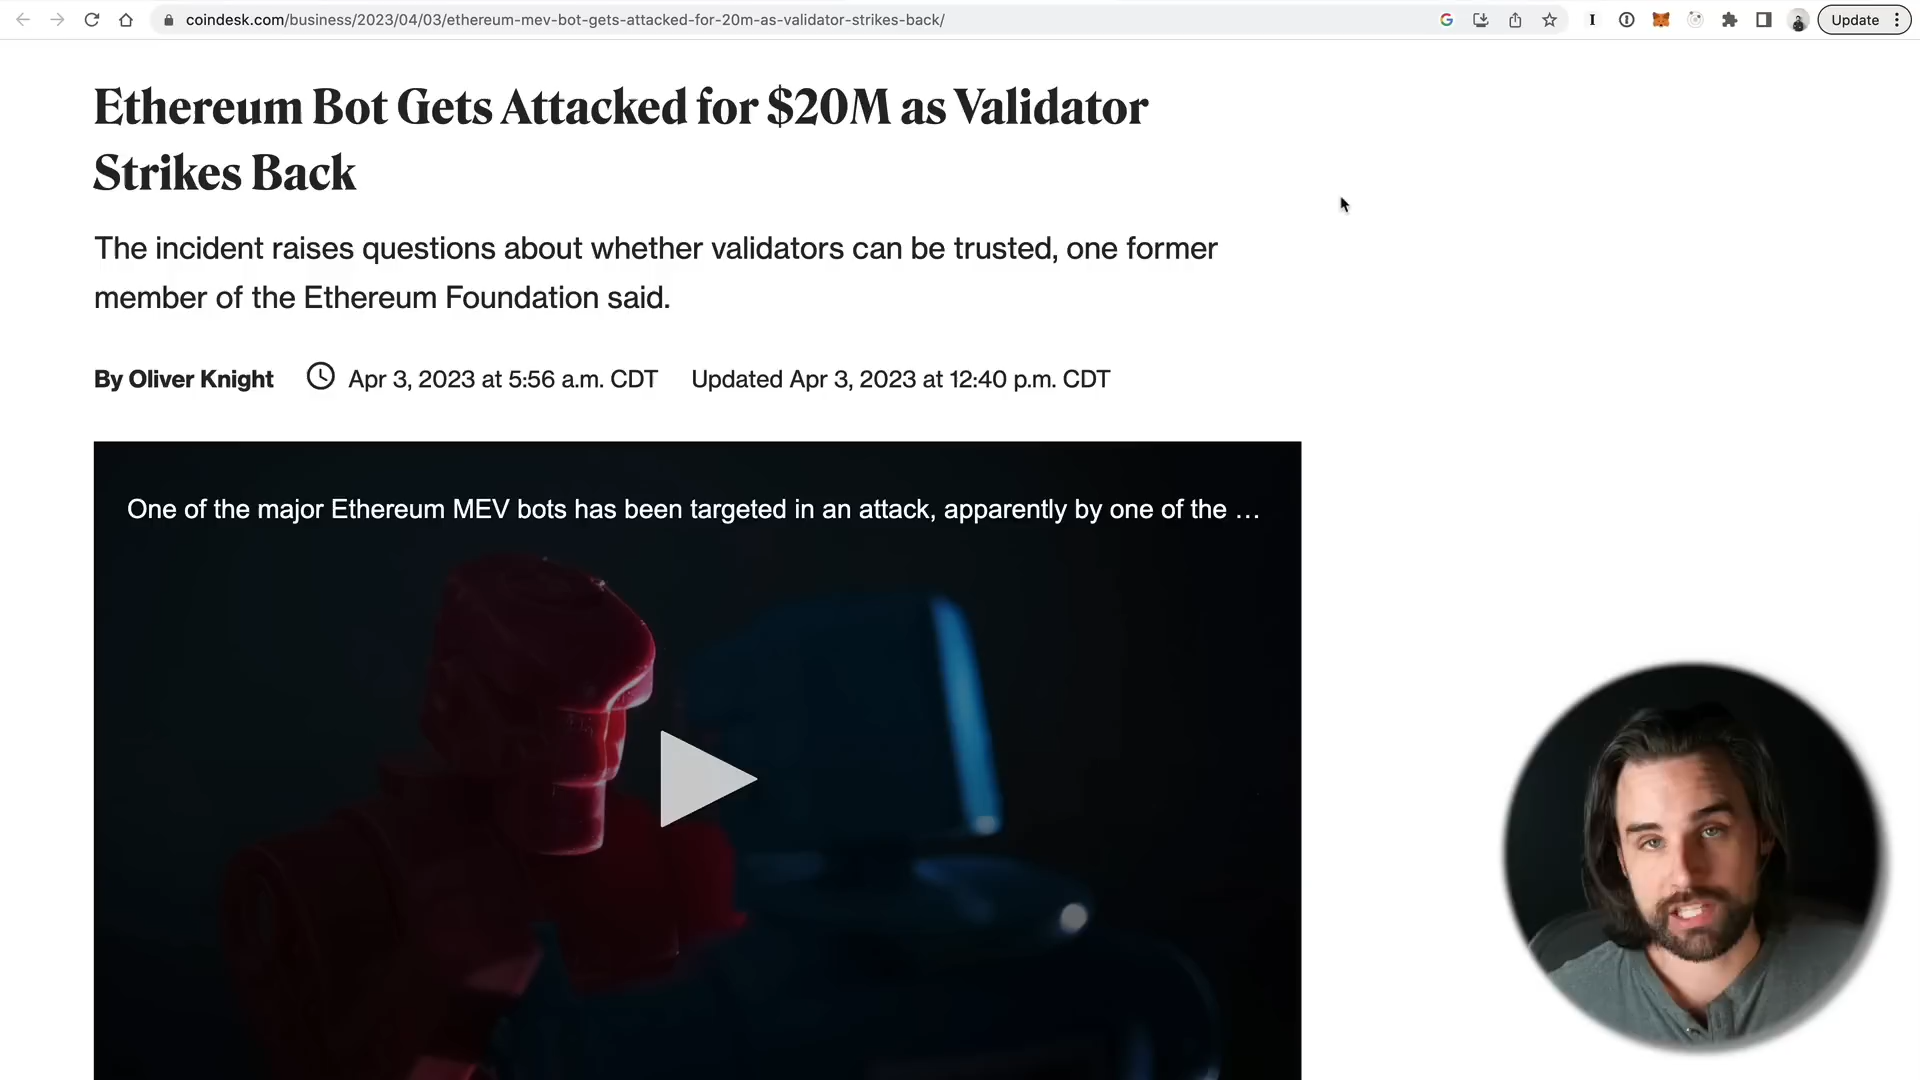 coindesk.com/business/2023/04/03/ethereum-mev-bot-gets-attacked-for-20m-as-validator-strikes-back/
Update
Ethereum Bot Gets Attacked for $20M as Validator
Strikes Back
The incident raises questions about whether validators can be trusted, one former
member of the Ethereum Foundation said.
By Oliver Knight Apr 3, 2023 at 5:56 a.m. CDT Updated Apr 3, 2023 at 12:40 p.m. CDT
One of the major Ethereum MEV bots has been targeted in an attack, apparently by one of the ...